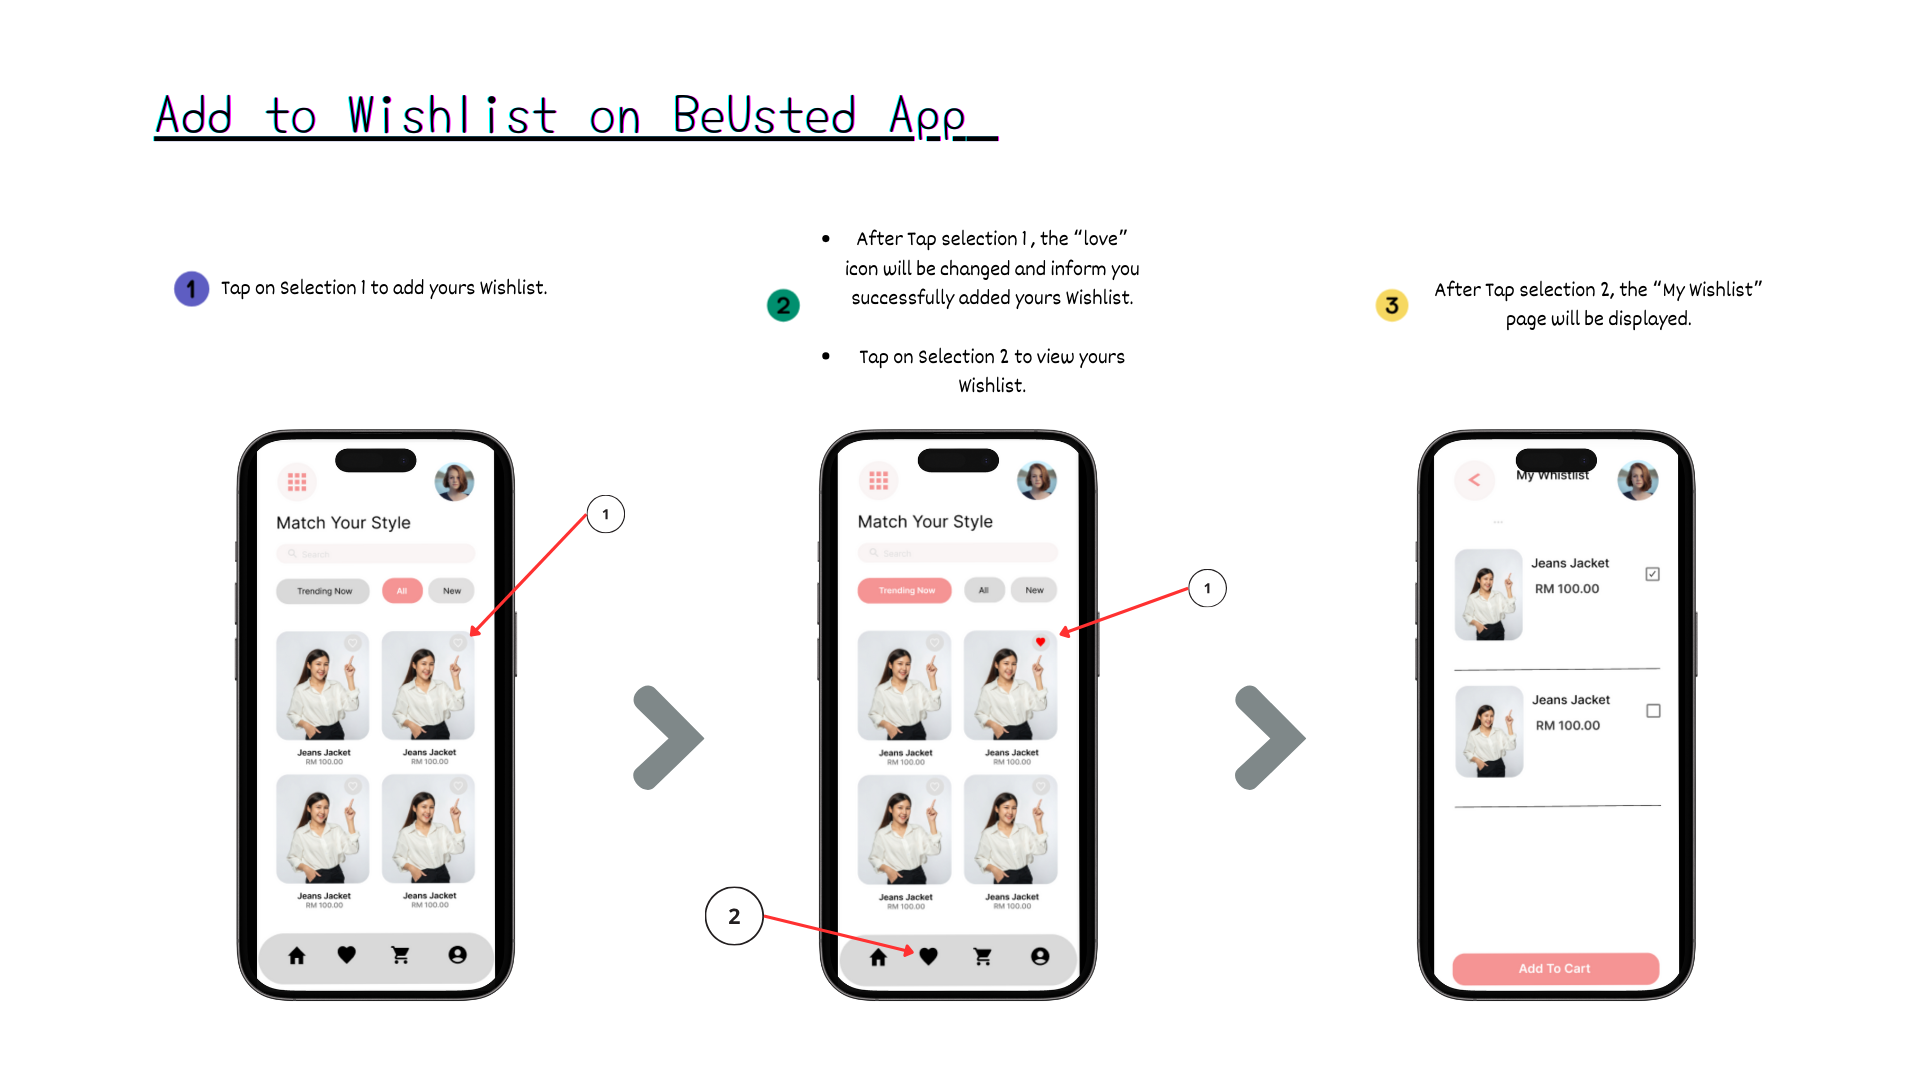 Add to Wishlist on BeUsted App
1
Tap on Selection 1 to add yours Wishlist.
2
• After Tap selection 1, the “love”
icon will be changed and inform you
successfully added yours Wishlist.
• Tap on Selection 2 to view yours
Wishlist.
3
After Tap selection 2, the “My Wishlist”
page will be displayed.
Match Your Style
Search
Trending Now All New
Jeans Jacket Jeans Jacket
RM 100.00 RM 100.00
Jeans Jacket Jeans Jacket
RM 100.00 RM 100.00
1
Match Your Style
Search
Trending Now All New
Jeans Jacket Jeans Jacket
RM 100.00 RM 100.00
Jeans Jacket Jeans Jacket
RM 100.00 RM 100.00
1
2
My Whistlist
...
Jeans Jacket
RM 100.00
Jeans Jacket
RM 100.00
Add To Cart